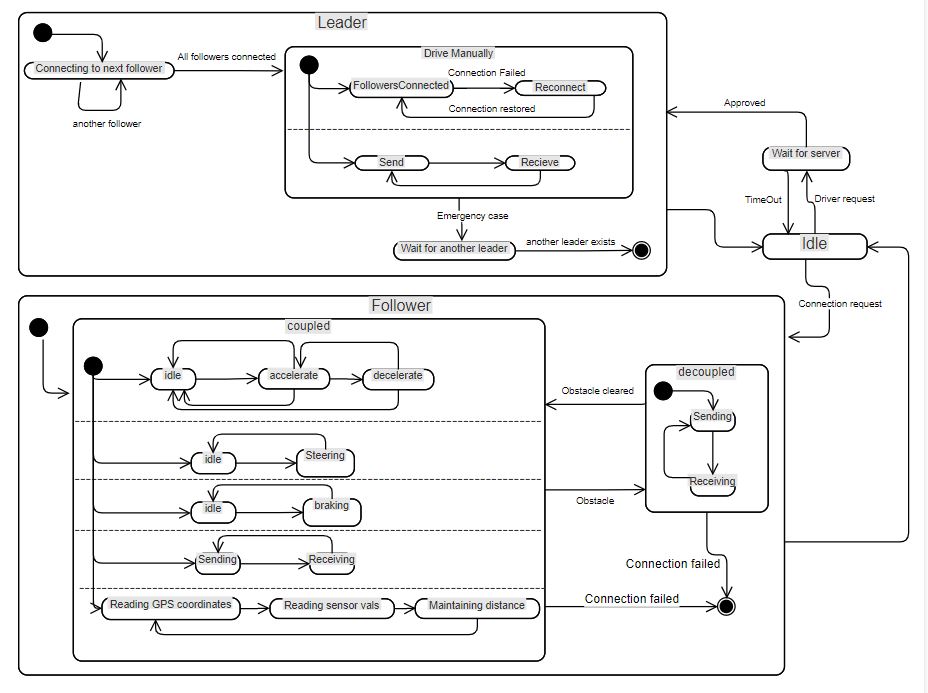 Leader
Connecting to next follower
All followers connected
another follower
Drive Manually
FollowersConnected
Connection Failed
Reconnect
Connection restored
Send
Recieve
Emergency case
Wait for another leader
another leader exists
Approved
Wait for server
TimeOut
Driver request
Idle
Connection request
Follower
coupled
idle
accelerate
decelerate
idle
Steering
idle
braking
Sending
Receiving
Reading GPS coordinates
Reading sensor vals
Maintaining distance
Obstacle cleared
Obstacle
decoupled
Sending
Receiving
Connection failed
Connection failed